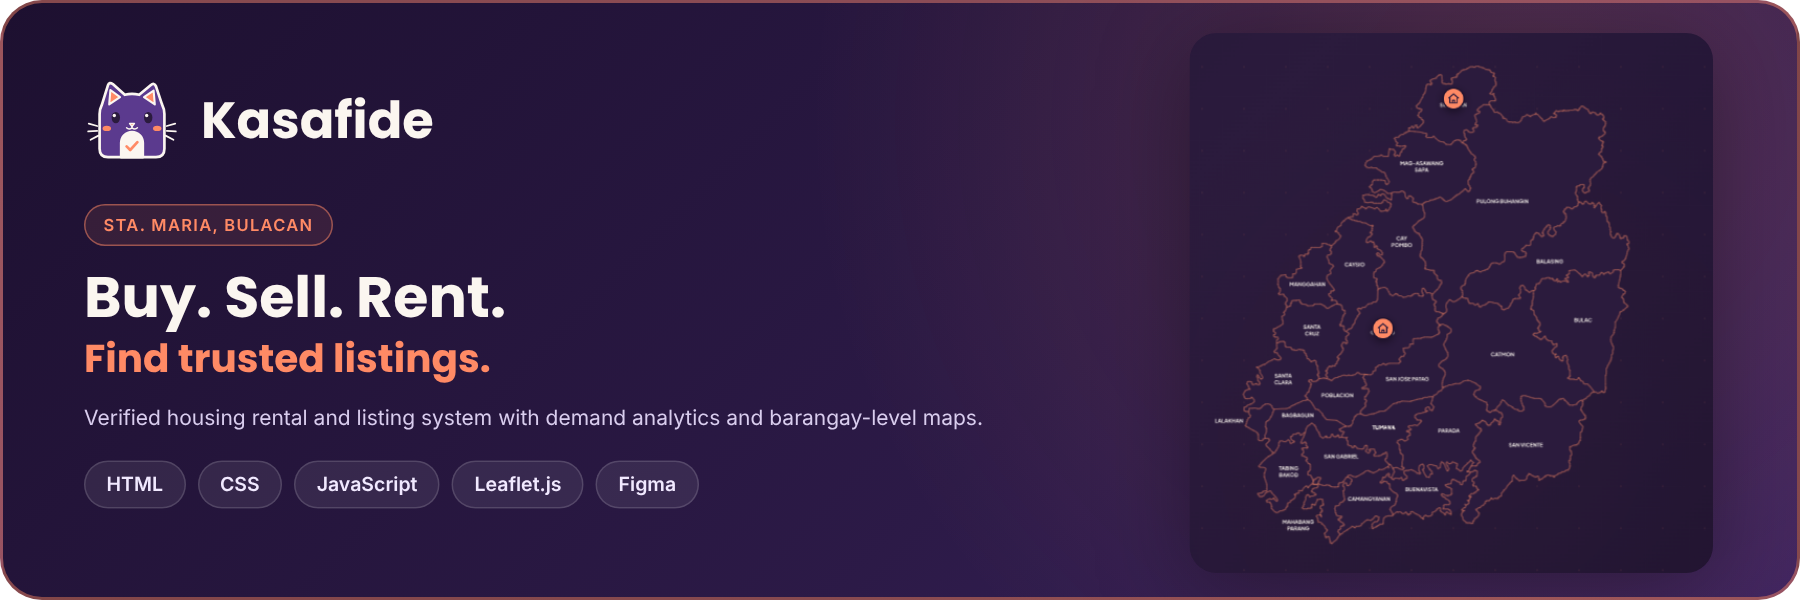 Kasafide
STA. MARIA, BULACAN
Buy. Sell. Rent.
Find trusted listings.
Verified housing rental and listing system with demand analytics and barangay-level maps.
HTML
CSS
JavaScript
Leaflet.js
Figma
MAG-ASAWANG
SAPA
PULONG BUHANGIN
CAY
POMBO
CAYSIO
BALASING
MANGGAHAN
SANTA
CRUZ
BULAC
CATMON
SANTA
CLARA
SAN JOSE PATAG
POBLACION
LALAKHAN
BAGBAGUIN
TUMANA
PARADA
SAN VICENTE
SAN GABRIEL
TABING
BAKOD
CAMANGYANAN
BUENAVISTA
MAHABANG
PARANG